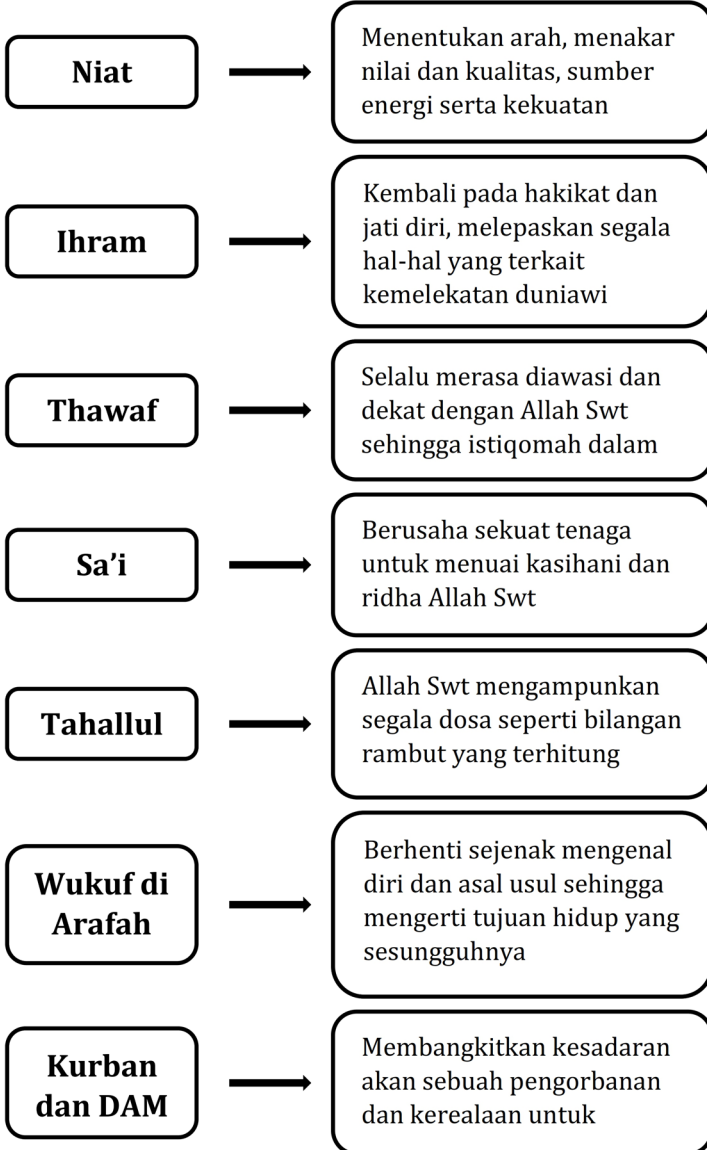 Niat
Menentukan arah, menakar
nilai dan kualitas, sumber
energi serta kekuatan
Ihram
Kembali pada hakikat dan
jati diri, melepaskan segala
hal-hal yang terkait
kemelekatan duniawi
Thawaf
Selalu merasa diawasi dan
dekat dengan Allah Swt
sehingga istiqomah dalam
Sa’i
Berusaha sekuat tenaga
untuk menuai kasihani dan
ridha Allah Swt
Tahallul
Allah Swt mengampunkan
segala dosa seperti bilangan
rambut yang terhitung
Wukuf di
Arafah
Berhenti sejenak mengenal
diri dan asal usul sehingga
mengerti tujuan hidup yang
sesungguhnya
Kurban
dan DAM
Membangkitkan kesadaran
akan sebuah pengorbanan
dan kerealaan untuk